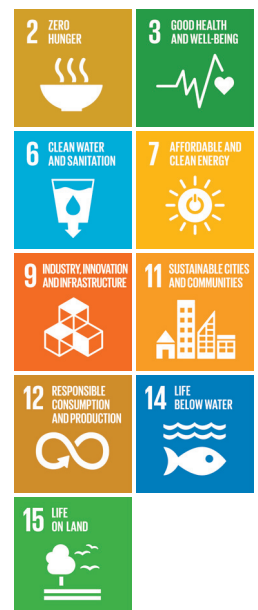 2 ZERO
HUNGER
3 GOOD HEALTH
AND WELL-BEING
6 CLEAN WATER
AND SANITATION
7 AFFORDABLE AND
CLEAN ENERGY
9 INDUSTRY, INNOVATION
AND INFRASTRUCTURE
11 SUSTAINABLE CITIES
AND COMMUNITIES
12 RESPONSIBLE
CONSUMPTION
AND PRODUCTION
14 LIFE
BELOW WATER
15 LIFE
ON LAND